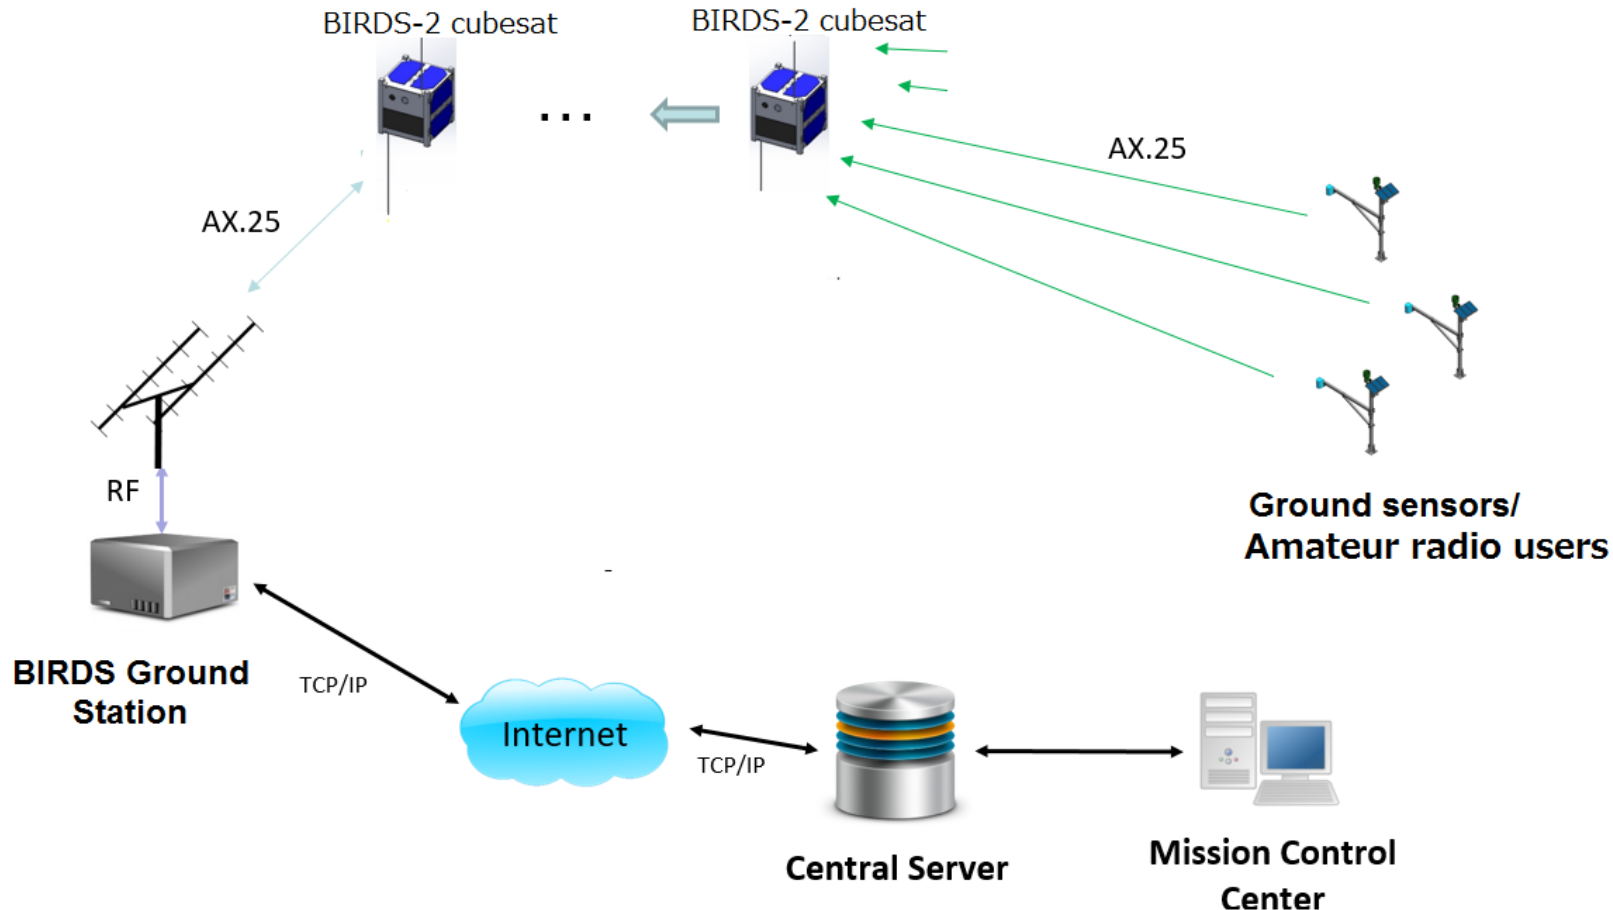 BIRDS-2 cubesat
BIRDS-2 cubesat
...
AX.25
AX.25
RF
Ground sensors/
Amateur radio users
BIRDS Ground
Station
TCP/IP
Internet
TCP/IP
Central Server
Mission Control
Center